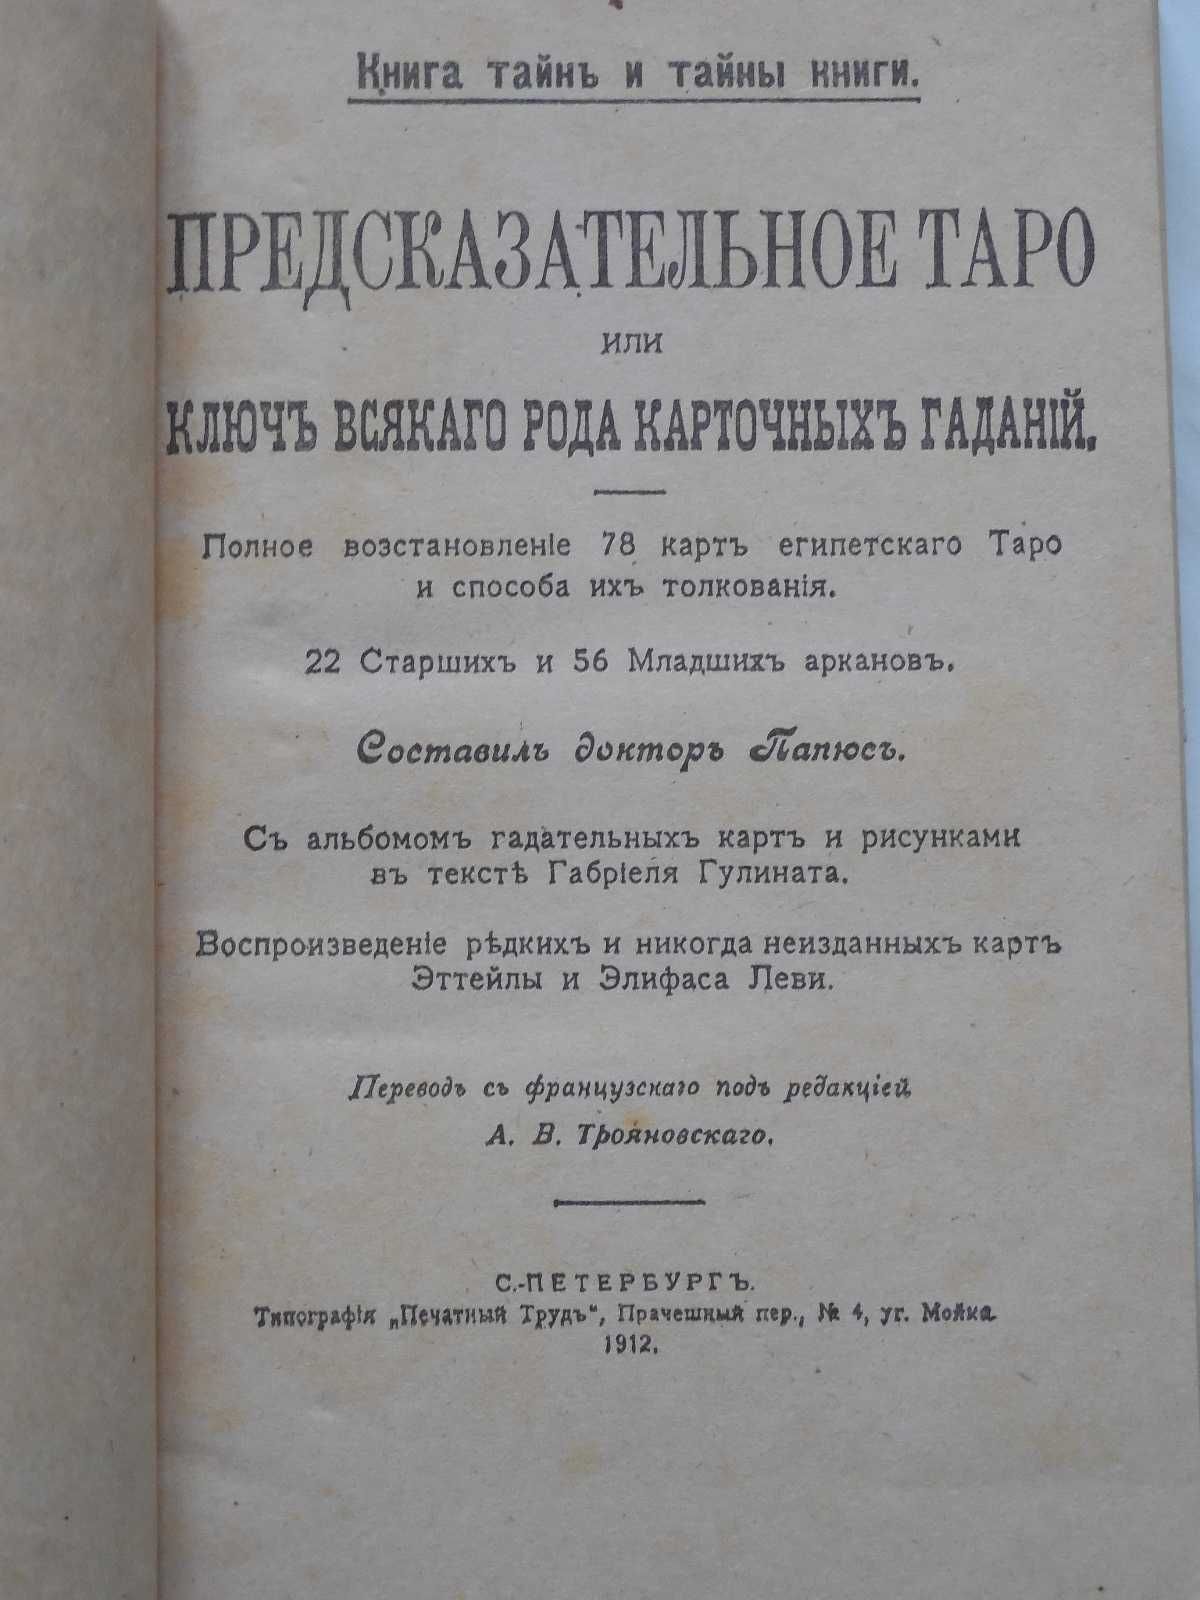 Книга тайнъ и тайны книги.
ПРЕДСКАЗАТЕЛЬНОЕ ТАРО
или
КЛЮЧЪ ВСЯКАГО РОДА КАРТОЧНЫХЪ ГАДАНІЙ.
Полное возстановленіе 78 картъ египетскаго Таро
и способа ихъ толкованія.
22 Старшихъ и 56 Младшихъ аркановъ.
Составилъ докторъ Папюсъ.
Съ альбомомъ гадательныхъ картъ и рисунками
въ текстѣ Габріеля Гулината.
Воспроизведеніе рѣдкихъ и никогда неизданныхъ картъ
Эттейлы и Элифаса Леви.
Переводъ съ французскаго подъ редакціей
А. В. Трояновскаго.
С.-ПЕТЕРБУРГЪ.
Типографія „Печатный Трудъ“, Прачешный пер., № 4, уг. Мойка.
1912.